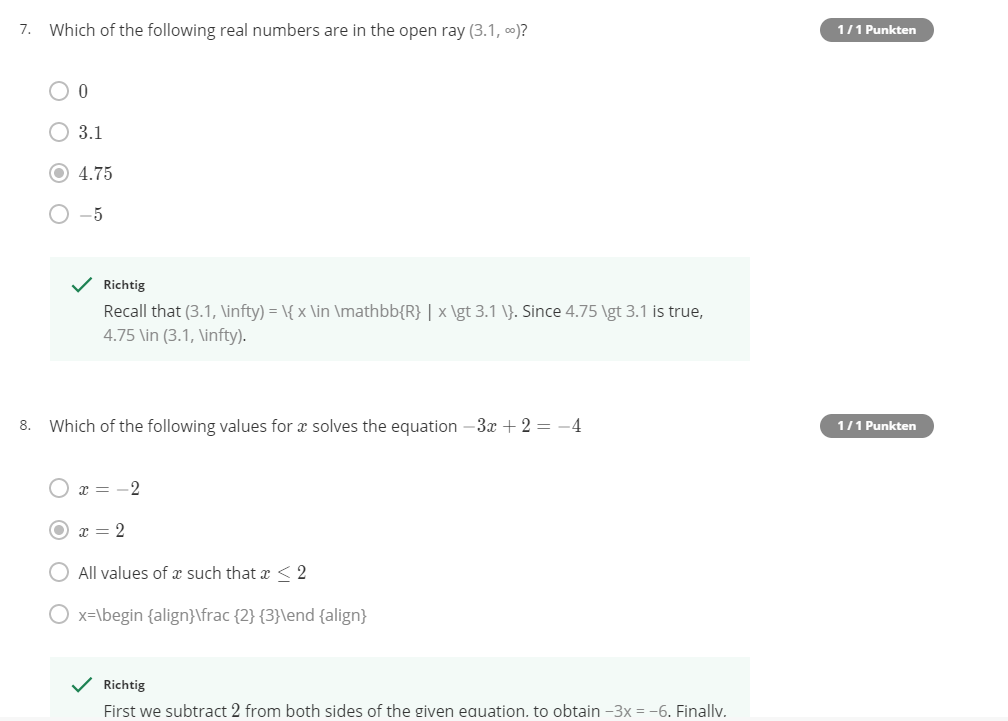 7. Which of the following real numbers are in the open ray (3.1, ∞)?
1 / 1 Punkten
0
3.1
4.75
−5
Richtig
Recall that (3.1, \infty) = \{ x \in \mathbb{R} | x \gt 3.1 \}. Since 4.75 \gt 3.1 is true,
4.75 \in (3.1, \infty).
8. Which of the following values for x solves the equation −3x + 2 = −4
1 / 1 Punkten
x = −2
x = 2
All values of x such that x ≤ 2
x=\begin {align}\frac {2} {3}\end {align}
Richtig
First we subtract 2 from both sides of the given equation, to obtain −3x = −6. Finally,